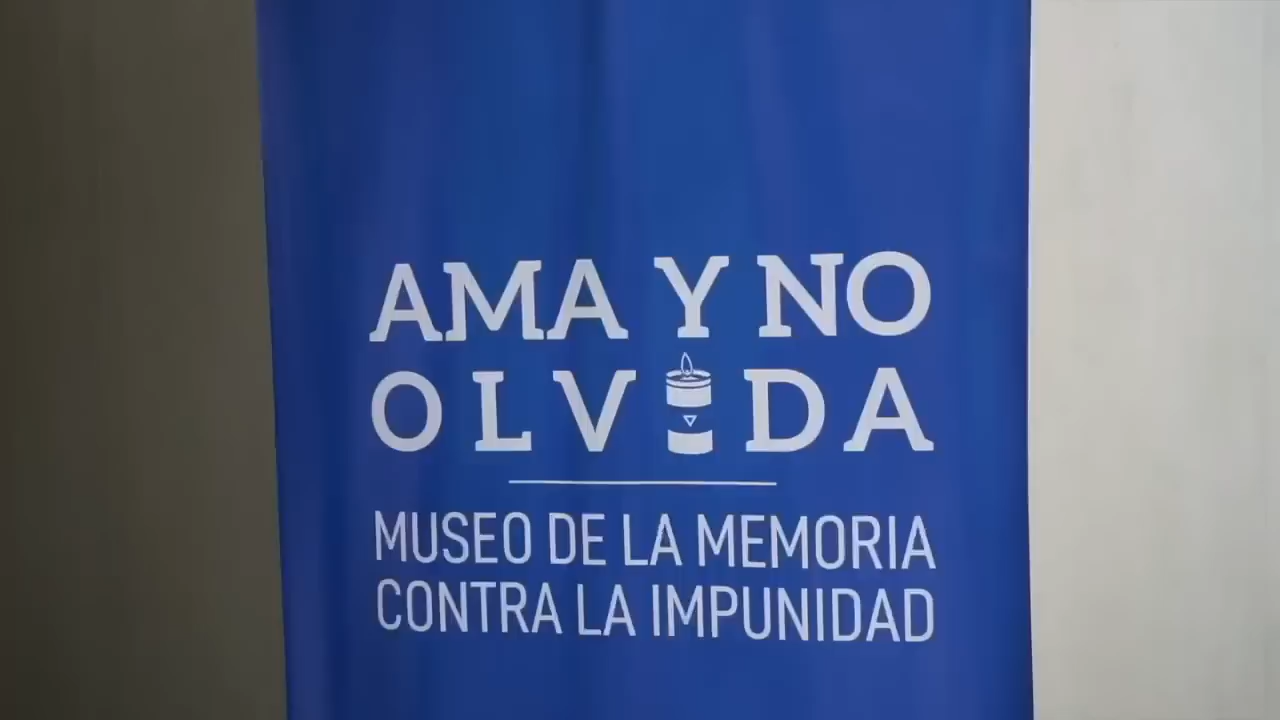 AMA Y NO
OLVIDA
MUSEO DE LA MEMORIA
CONTRA LA IMPUNIDAD